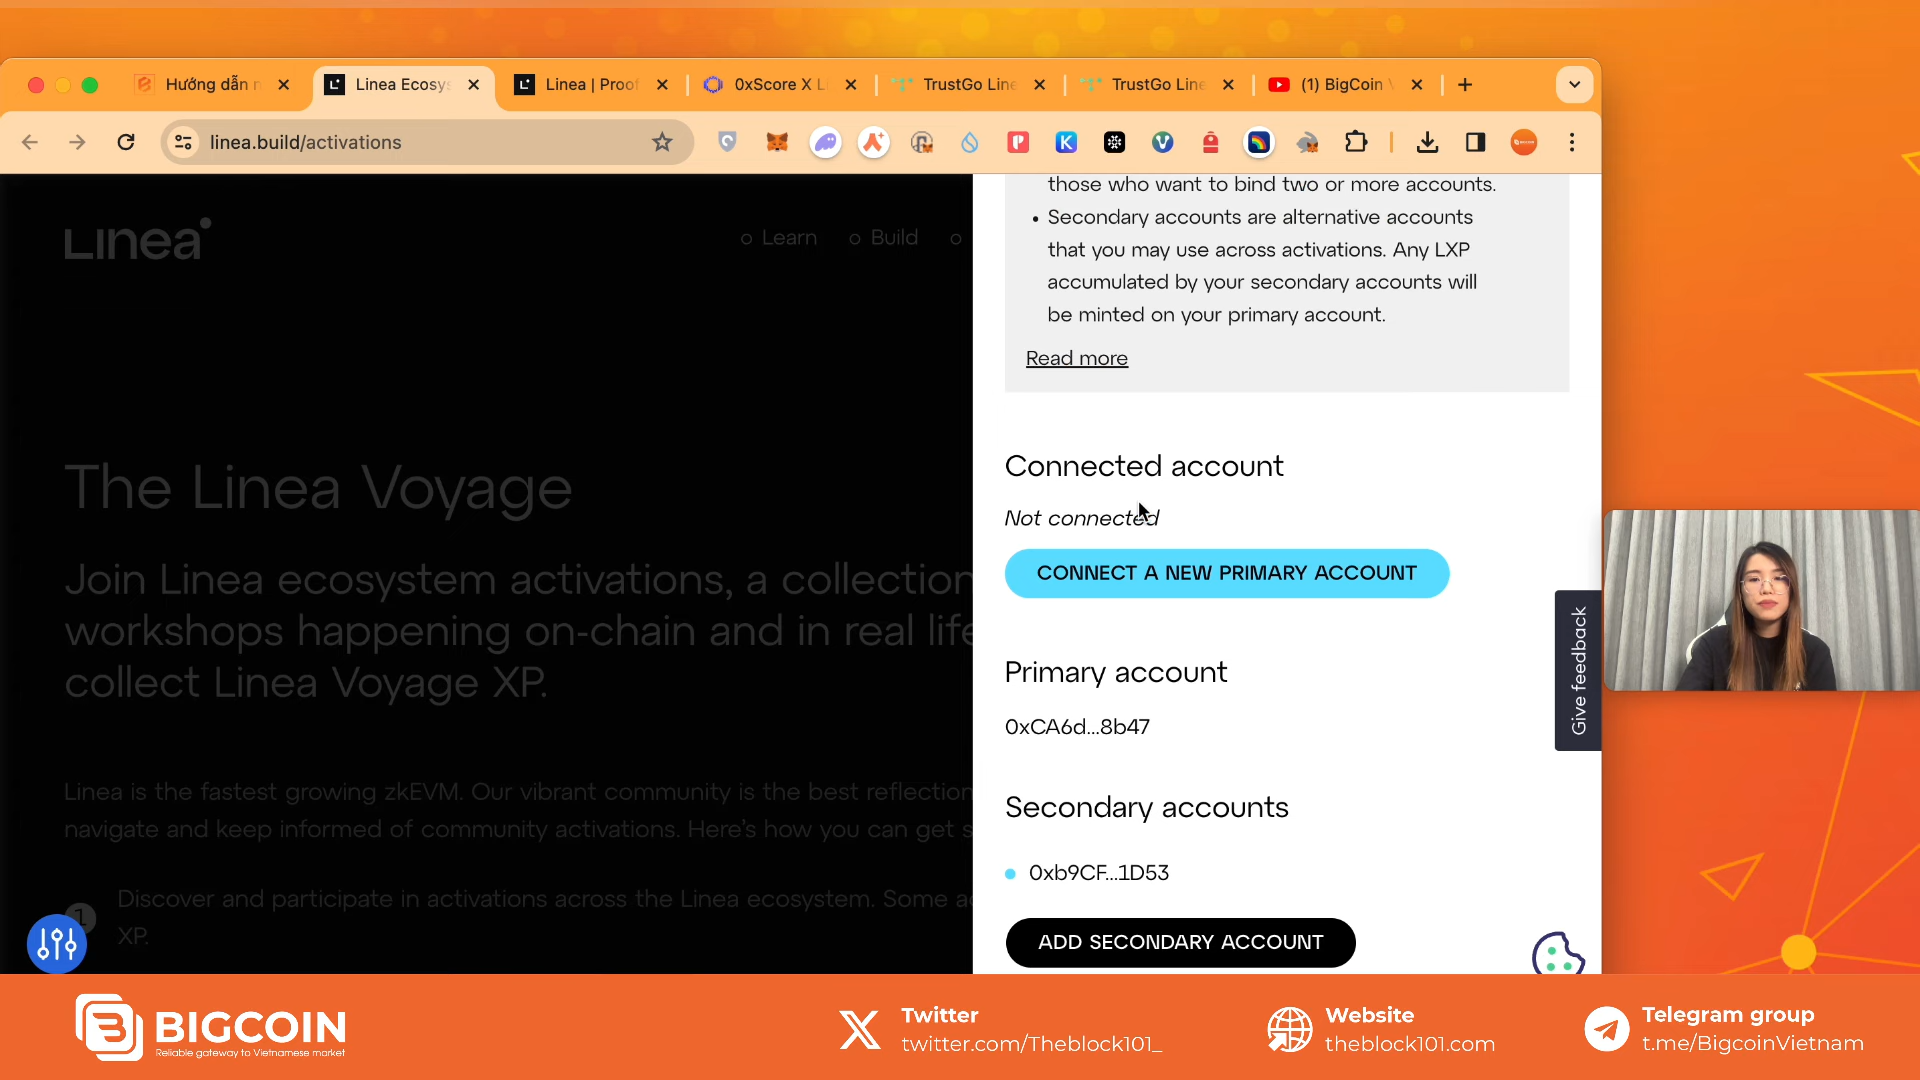 Hướng dẫn n
Linea Ecosys
Linea | Proof
0xScore X L
TrustGo Line
TrustGo Line
(1) BigCoin V
linea.build/activations
Linea
Learn
Build
The Linea Voyage
Join Linea ecosystem activations, a collection
workshops happening on-chain and in real life
collect Linea Voyage XP.
Linea is the fastest growing zkEVM. Our vibrant community is the best reflection
navigate and keep informed of community activations. Here's how you can get s
1
Discover and participate in activations across the Linea ecosystem. Some ac
XP.
those who want to bind two or more accounts.
• Secondary accounts are alternative accounts
that you may use across activations. Any LXP
accumulated by your secondary accounts will
be minted on your primary account.
Read more
Connected account
Not connected
CONNECT A NEW PRIMARY ACCOUNT
Primary account
0xCA6d...8b47
Secondary accounts
0xb9CF...1D53
ADD SECONDARY ACCOUNT
Give feedback
BIGCOIN
Reliable gateway to Vietnamese market
Twitter
twitter.com/Theblock101_
Website
theblock101.com
Telegram group
t.me/BigcoinVietnam